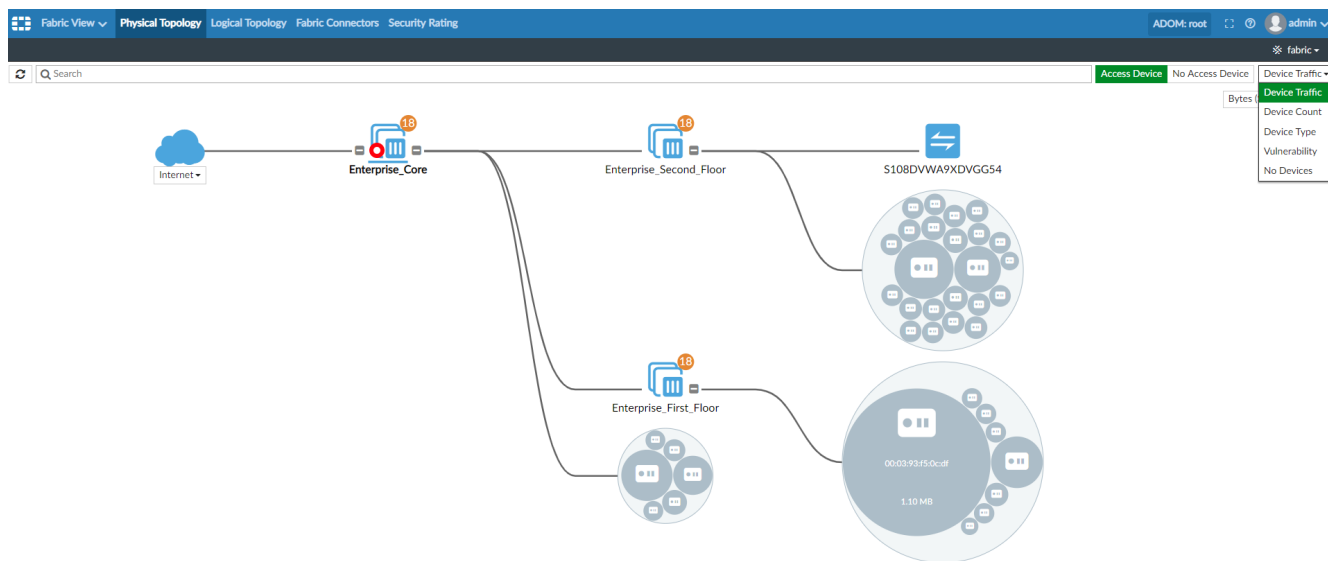 Fabric View Physical Topology Logical Topology Fabric Connectors Security Rating ADOM: root admin
fabric
Search Access Device No Access Device Device Traffic
Bytes (
Device Traffic
Device Count
Device Type
Vulnerability
No Devices
Internet
18
Enterprise_Core
18
Enterprise_Second_Floor
S108DVWA9XDVGG54
18
Enterprise_First_Floor
00:03:93:f5:0c:df
1.10 MB